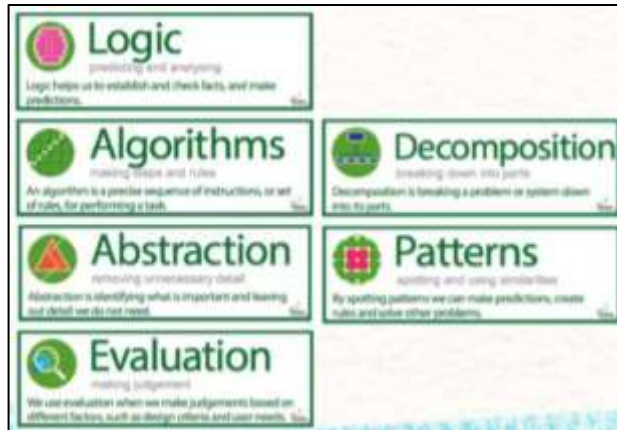 Logic
predicting and analysing
Logic helps us to establish and check facts, and make
predictions.
Algorithms
making steps and rules
An algorithm is a precise sequence of instructions, or set
of rules, for performing a task.
Decomposition
breaking down into parts
Decomposition is breaking a problem or system down
into its parts.
Abstraction
removing unnecessary detail
Abstraction is identifying what is important and leaving
out detail we do not need.
Patterns
spotting and using similarities
By spotting patterns we can make predictions, create
rules and solve other problems.
Evaluation
making judgement
We use evaluation when we make judgements based on
different factors, such as design criteria and user needs.